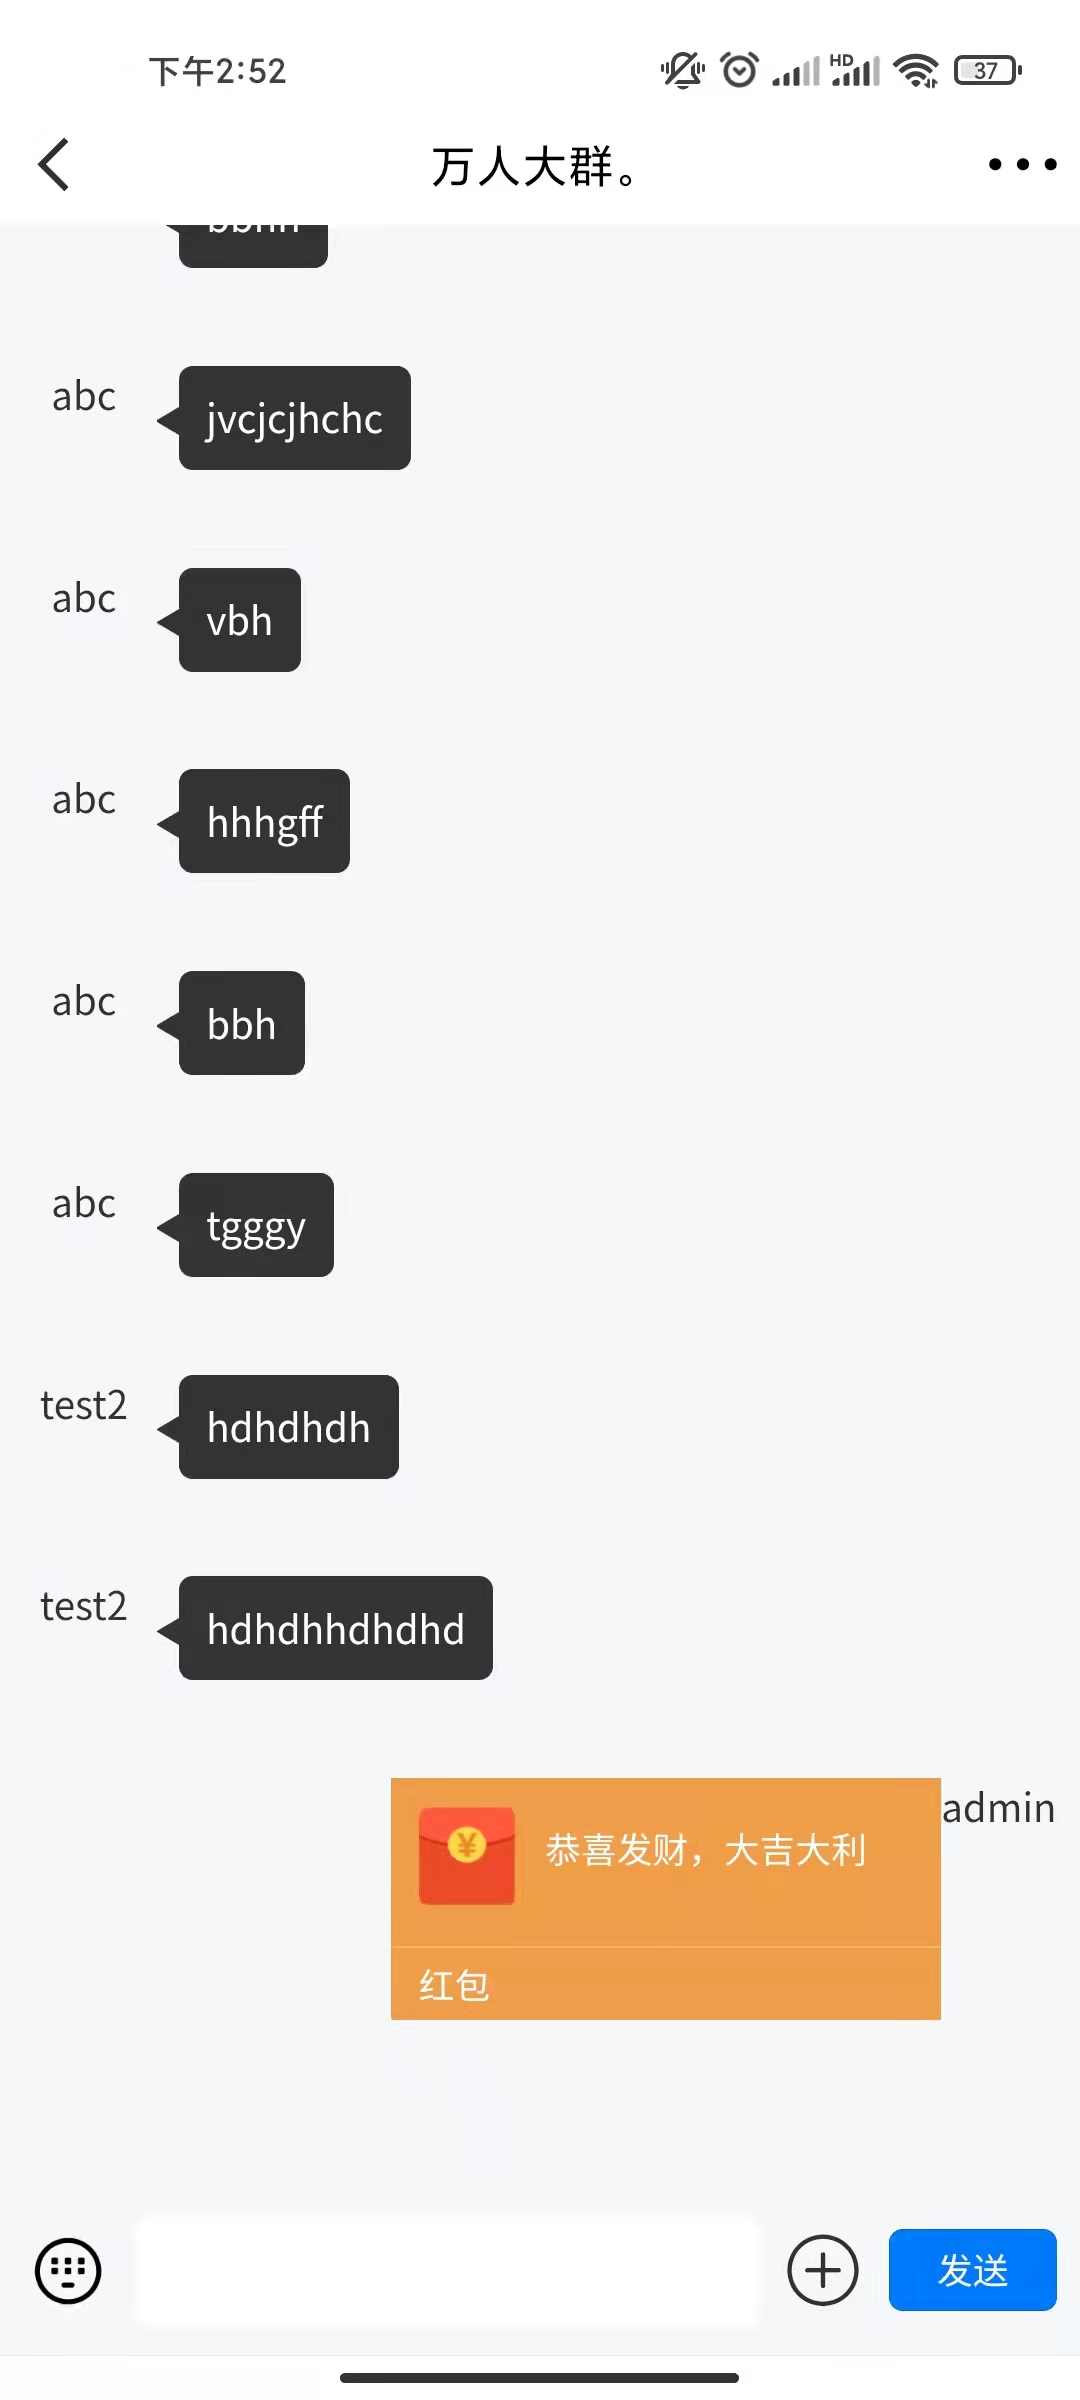 下午2:52
HD
37
万人大群。
abc
jvcjcjhchc
abc
vbh
abc
hhhgff
abc
bbh
abc
tgggy
test2
hdhdhdh
test2
hdhdhhdhdhd
admin
¥
恭喜发财，大吉大利
红包
发送